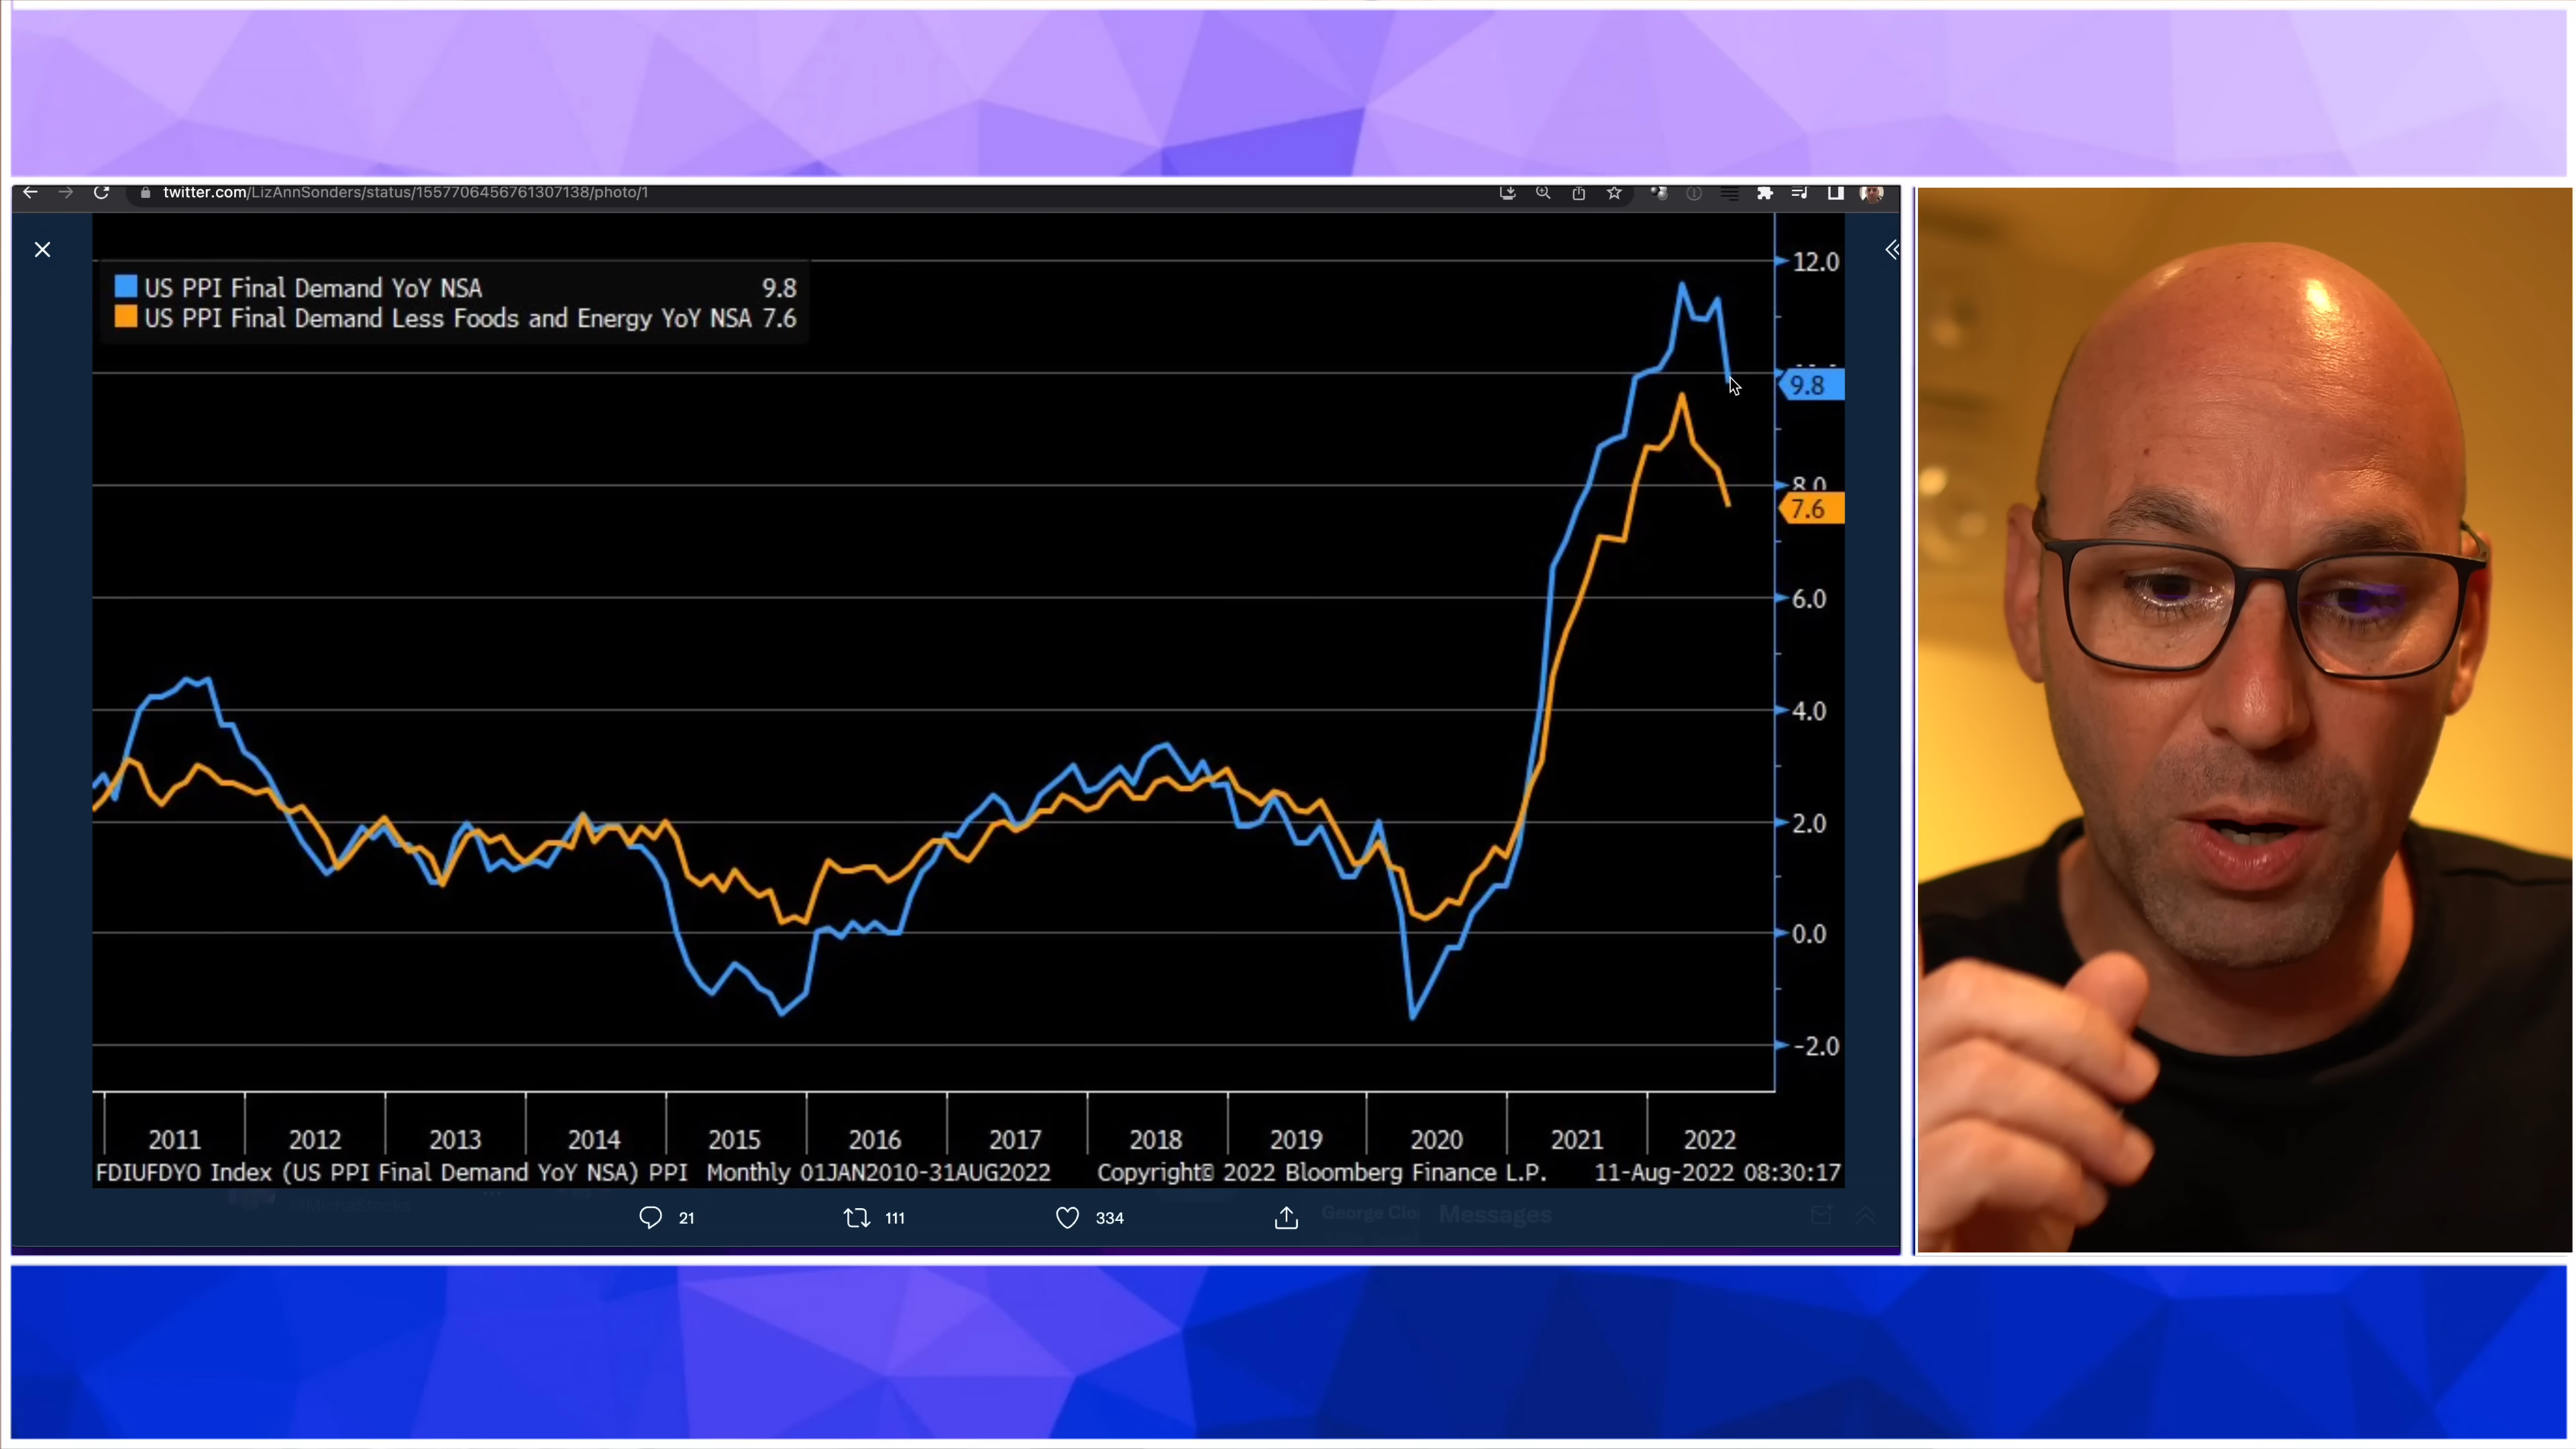 twitter.com/LizAnnSonders/status/1557706456761307138/photo/1
US PPI Final Demand YoY NSA 9.8
US PPI Final Demand Less Foods and Energy YoY NSA 7.6
12.0
9.8
8.0
7.6
6.0
4.0
2.0
0.0
-2.0
2011 2012 2013 2014 2015 2016 2017 2018 2019 2020 2021 2022
FDIUFDYO Index (US PPI Final Demand YoY NSA) PPI Monthly 01JAN2010-31AUG2022 Copyright© 2022 Bloomberg Finance L.P. 11-Aug-2022 08:30:17
21 111 334 George Clo Messages